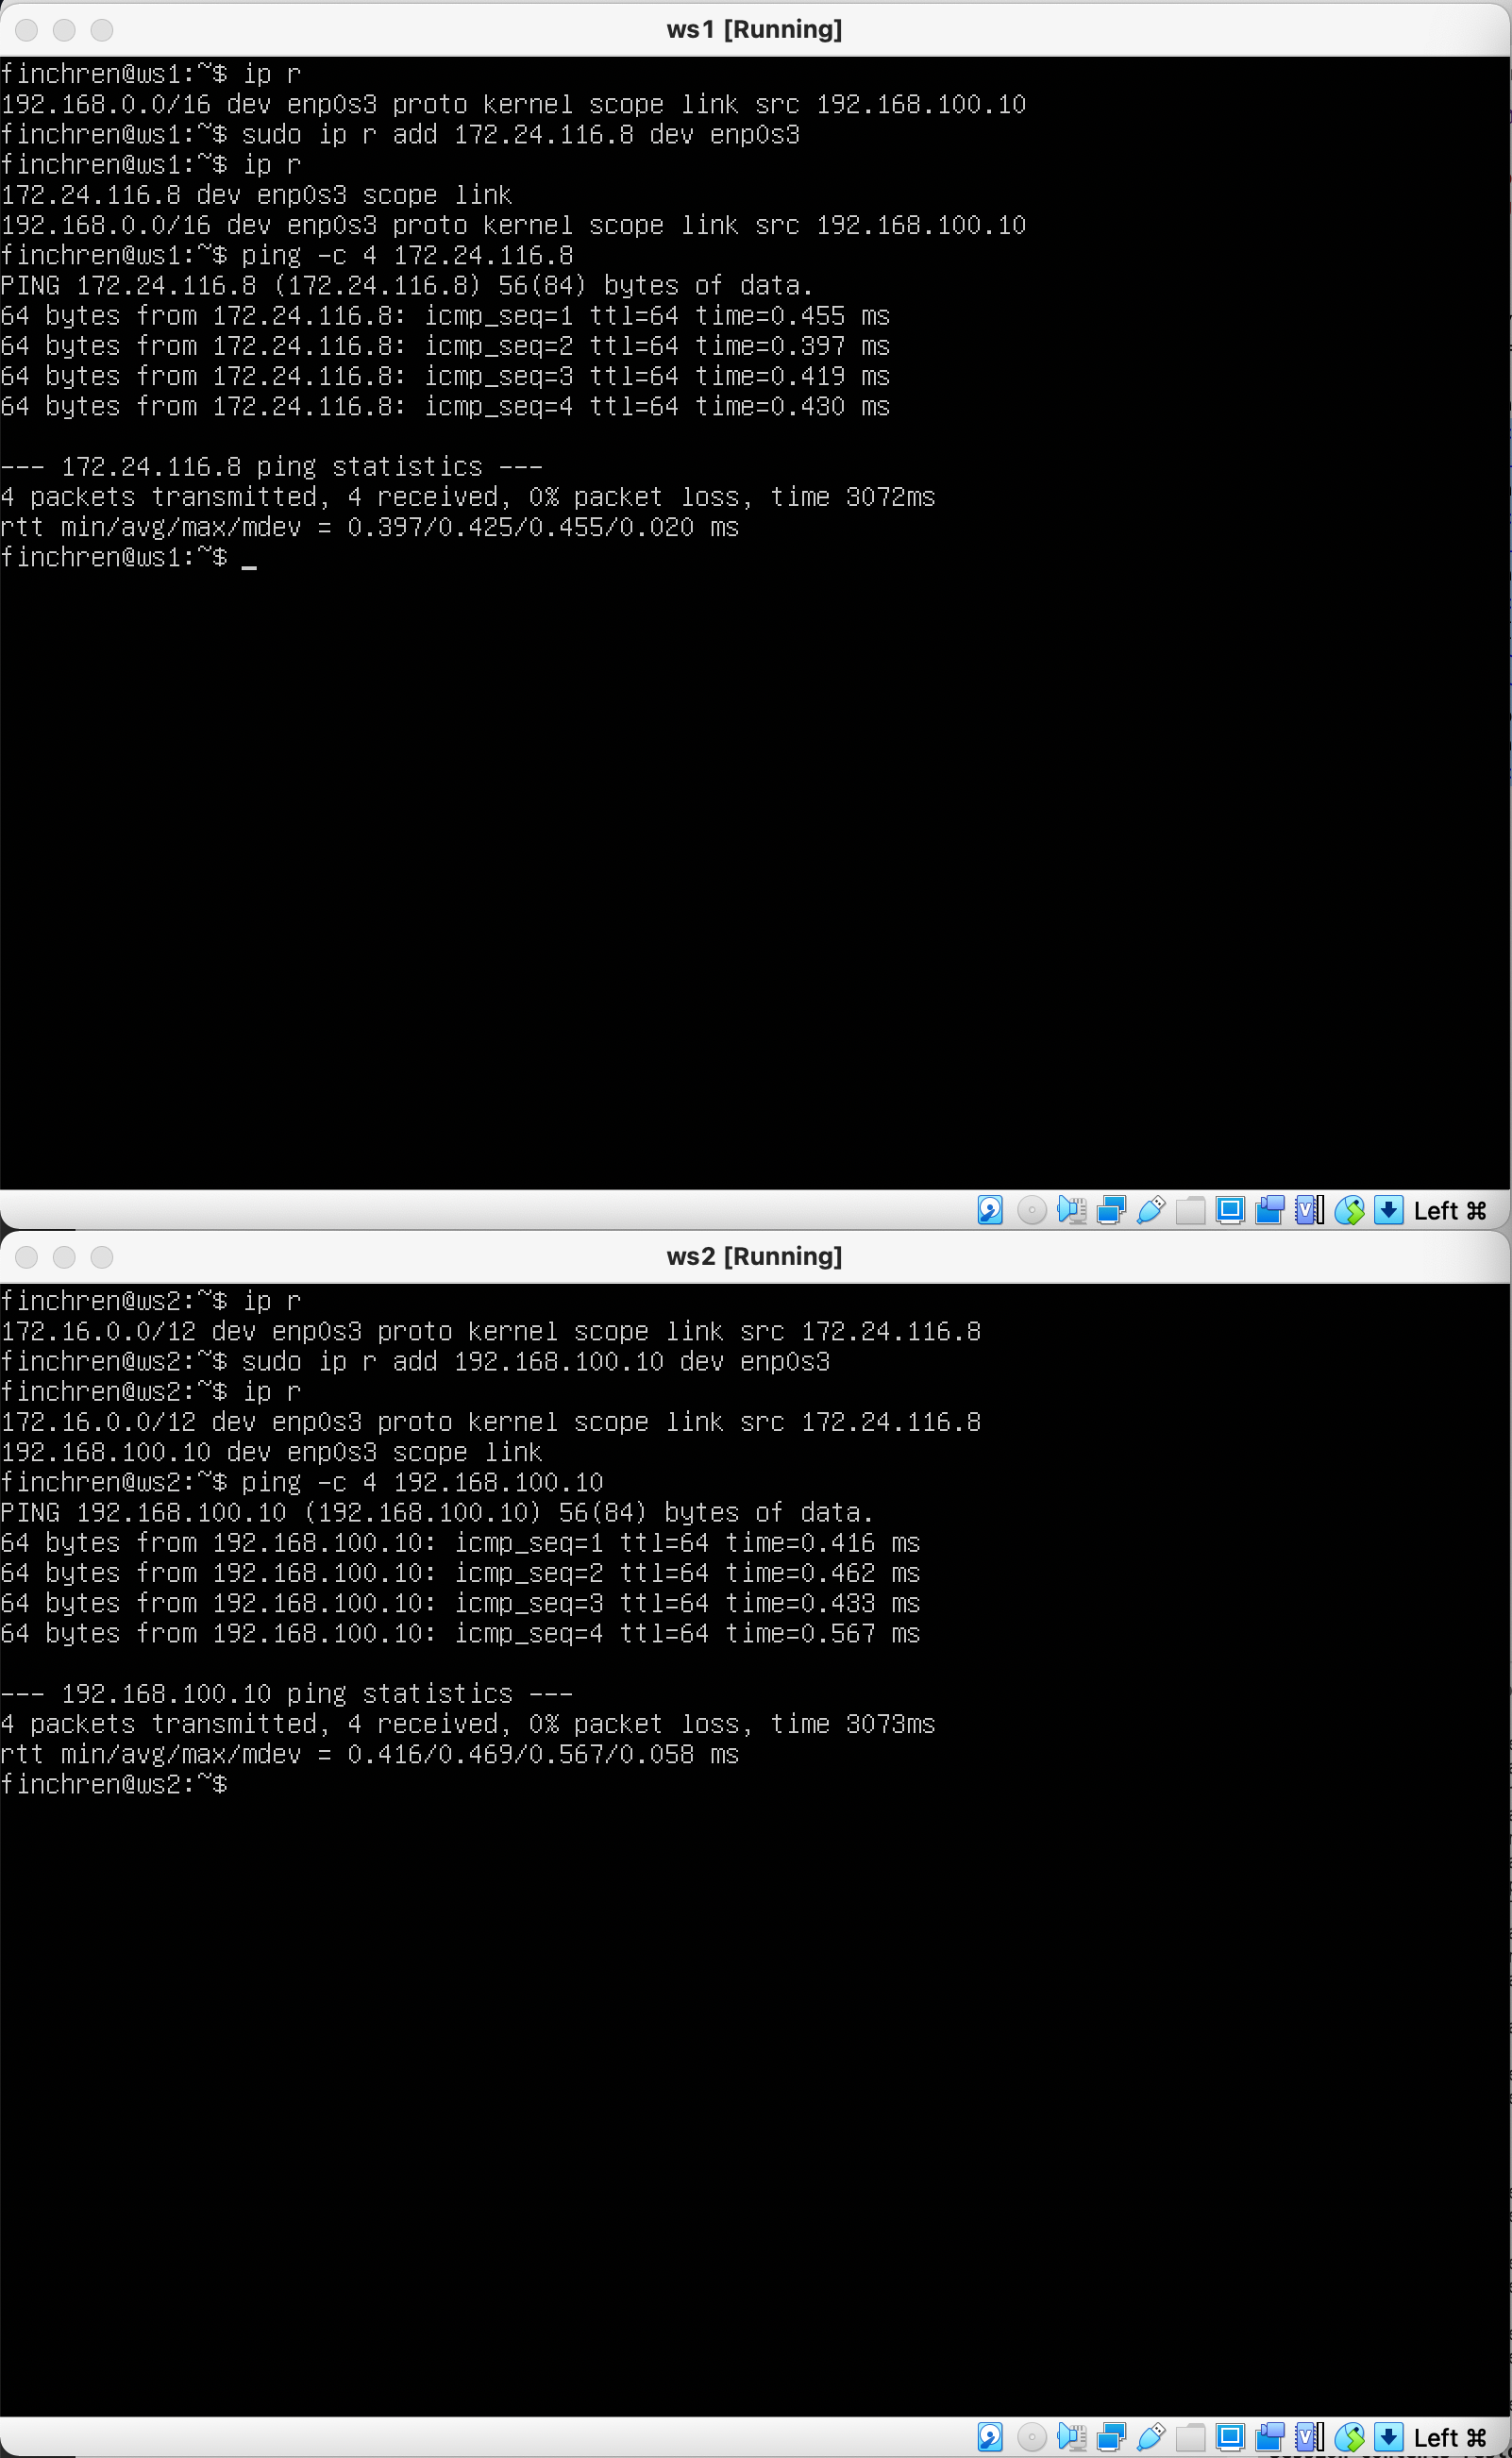 ws1 [Running]
finchren@ws1:~$ ip r
192.168.0.0/16 dev enp0s3 proto kernel scope link src 192.168.100.10
finchren@ws1:~$ sudo ip r add 172.24.116.8 dev enp0s3
finchren@ws1:~$ ip r
172.24.116.8 dev enp0s3 scope link
192.168.0.0/16 dev enp0s3 proto kernel scope link src 192.168.100.10
finchren@ws1:~$ ping -c 4 172.24.116.8
PING 172.24.116.8 (172.24.116.8) 56(84) bytes of data.
64 bytes from 172.24.116.8: icmp_seq=1 ttl=64 time=0.455 ms
64 bytes from 172.24.116.8: icmp_seq=2 ttl=64 time=0.397 ms
64 bytes from 172.24.116.8: icmp_seq=3 ttl=64 time=0.419 ms
64 bytes from 172.24.116.8: icmp_seq=4 ttl=64 time=0.430 ms
--- 172.24.116.8 ping statistics ---
4 packets transmitted, 4 received, 0% packet loss, time 3072ms
rtt min/avg/max/mdev = 0.397/0.425/0.455/0.020 ms
finchren@ws1:~$ _
Left ⌘
ws2 [Running]
finchren@ws2:~$ ip r
172.16.0.0/12 dev enp0s3 proto kernel scope link src 172.24.116.8
finchren@ws2:~$ sudo ip r add 192.168.100.10 dev enp0s3
finchren@ws2:~$ ip r
172.16.0.0/12 dev enp0s3 proto kernel scope link src 172.24.116.8
192.168.100.10 dev enp0s3 scope link
finchren@ws2:~$ ping -c 4 192.168.100.10
PING 192.168.100.10 (192.168.100.10) 56(84) bytes of data.
64 bytes from 192.168.100.10: icmp_seq=1 ttl=64 time=0.416 ms
64 bytes from 192.168.100.10: icmp_seq=2 ttl=64 time=0.462 ms
64 bytes from 192.168.100.10: icmp_seq=3 ttl=64 time=0.433 ms
64 bytes from 192.168.100.10: icmp_seq=4 ttl=64 time=0.567 ms
--- 192.168.100.10 ping statistics ---
4 packets transmitted, 4 received, 0% packet loss, time 3073ms
rtt min/avg/max/mdev = 0.416/0.469/0.567/0.058 ms
finchren@ws2:~$
Left ⌘